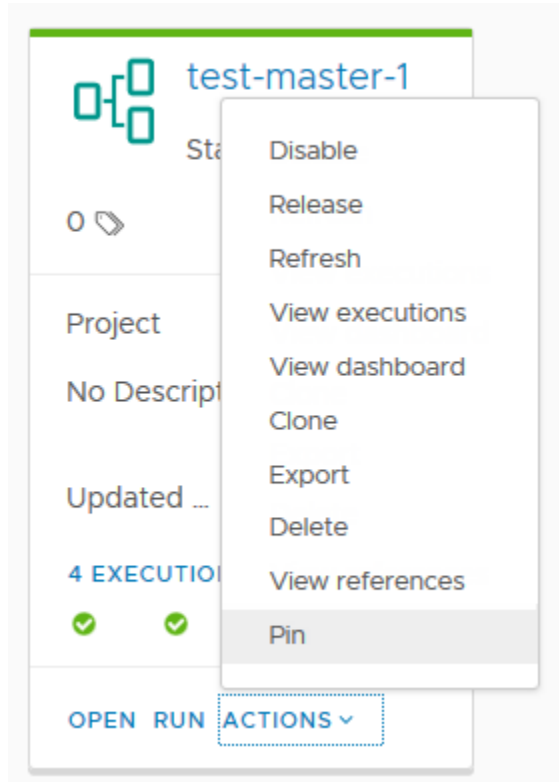 test-master-1
Sta
0
Project
No Descript
Updated ...
4 EXECUTIO
OPEN RUN ACTIONS
Disable
Release
Refresh
View executions
View dashboard
Clone
Export
Delete
View references
Pin